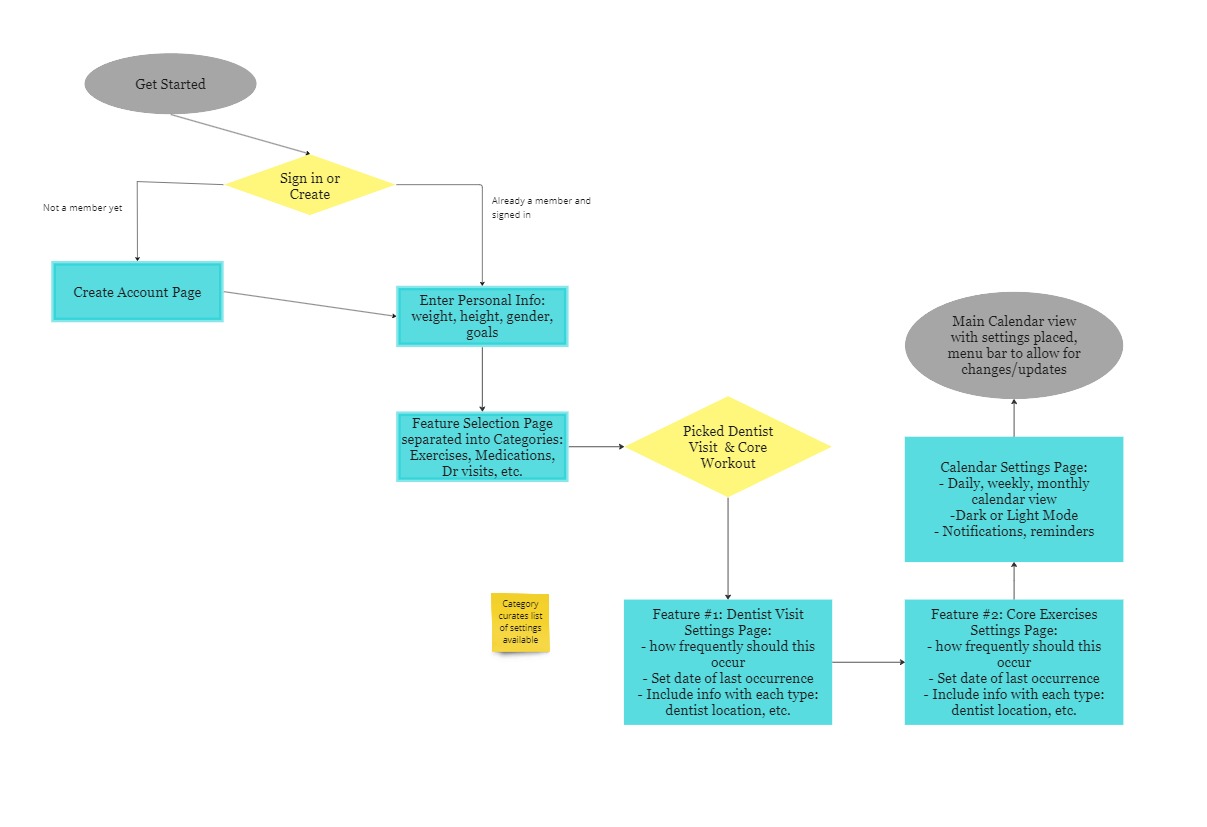 Get Started
Sign in or
Create
Not a member yet
Already a member and
signed in
Create Account Page
Enter Personal Info:
weight, height, gender,
goals
Feature Selection Page
separated into Categories:
Exercises, Medications,
Dr visits, etc.
Picked Dentist
Visit & Core
Workout
Category
curates list
of settings
available
Feature #1: Dentist Visit
Settings Page:
- how frequently should this
occur
- Set date of last occurrence
- Include info with each type:
dentist location, etc.
Feature #2: Core Exercises
Settings Page:
- how frequently should this
occur
- Set date of last occurrence
- Include info with each type:
dentist location, etc.
Calendar Settings Page:
- Daily, weekly, monthly
calendar view
-Dark or Light Mode
- Notifications, reminders
Main Calendar view
with settings placed,
menu bar to allow for
changes/updates